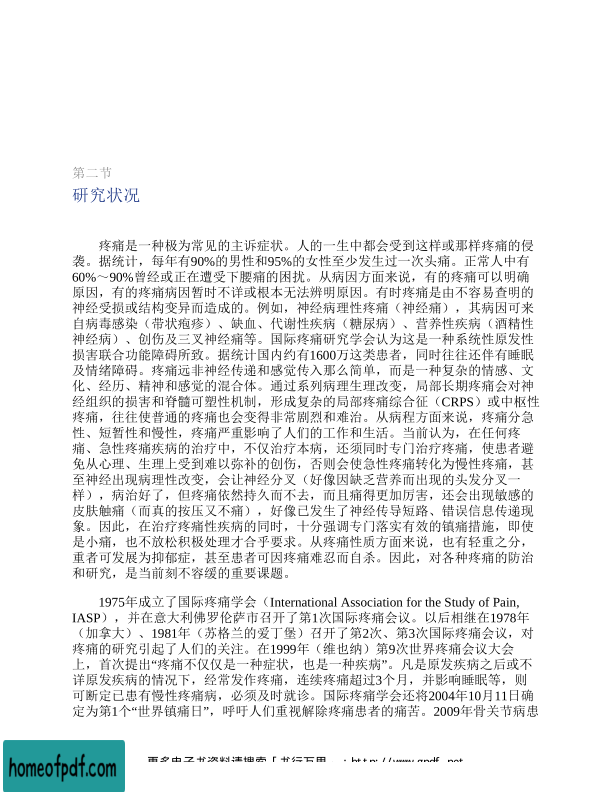 第二节
研究状况
疼痛是一种极为常见的主诉症状。人的一生中都会受到这样或那样疼痛的侵
袭。据统计，每年有90%的男性和95%的女性至少发生过一次头痛。正常人中有
60%～90%曾经或正在遭受下腰痛的困扰。从病因方面来说，有的疼痛可以明确
原因，有的疼痛病因暂时不详或根本无法辨明原因。有时疼痛是由不容易查明的
神经受损或结构变异而造成的。例如，神经病理性疼痛（神经痛），其病因可来
自病毒感染（带状疱疹）、缺血、代谢性疾病（糖尿病）、营养性疾病（酒精性
神经病）、创伤及三叉神经痛等。国际疼痛研究学会认为这是一种系统性原发性
损害联合功能障碍所致。据统计国内约有1600万这类患者，同时往往还伴有睡眠
及情绪障碍。疼痛远非神经传递和感觉传入那么简单，而是一种复杂的情感、文
化、经历、精神和感觉的混合体。通过系列病理生理改变，局部长期疼痛会对神
经组织的损害和脊髓可塑性机制，形成复杂的局部疼痛综合征（CRPS）或中枢性
疼痛，往往使普通的疼痛也会变得非常剧烈和难治。从病程方面来说，疼痛分急
性、短暂性和慢性，疼痛严重影响了人们的工作和生活。当前认为，在任何疼
痛、急性疼痛疾病的治疗中，不仅治疗本病，还须同时专门治疗疼痛，使患者避
免从心理、生理上受到难以弥补的创伤，否则会使急性疼痛转化为慢性疼痛，甚
至神经出现病理性改变，会让神经分叉（好像因缺乏营养而出现的头发分叉一
样），病治好了，但疼痛依然持久而不去，而且痛得更加厉害，还会出现敏感的
皮肤触痛（而真的按压又不痛），好像已发生了神经传导短路、错误信息传递现
象。因此，在治疗疼痛性疾病的同时，十分强调专门落实有效的镇痛措施，即使
是小痛，也不放松积极处理才合乎要求。从疼痛性质方面来说，也有轻重之分，
重者可发展为抑郁症，甚至患者可因疼痛难忍而自杀。因此，对各种疼痛的防治
和研究，是当前刻不容缓的重要课题。
1975年成立了国际疼痛学会（International Association for the Study of Pain,
IASP），并在意大利佛罗伦萨市召开了第1次国际疼痛会议。以后相继在1978年
（加拿大）、1981年（苏格兰的爱丁堡）召开了第2次、第3次国际疼痛会议，对
疼痛的研究引起了人们的关注。在1999年（维也纳）第9次世界疼痛会议大会
上，首次提出“疼痛不仅仅是一种症状，也是一种疾病”。凡是原发疾病之后或不
详原发疾病的情况下，经常发作疼痛，连续疼痛超过3个月，并影响睡眠等，则
可断定已患有慢性疼痛病，必须及时就诊。国际疼痛学会还将2004年10月11日确
定为第1个“世界镇痛日”，呼吁人们重视解除疼痛患者的痛苦。2009年骨关节病患
homeofpdf.com